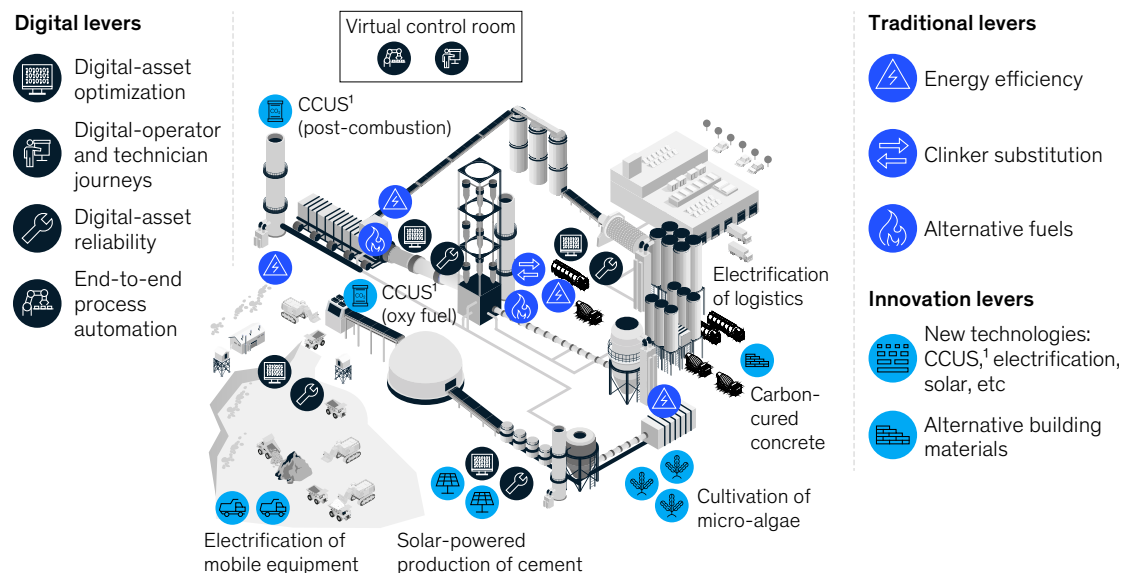 Digital levers
Digital-asset
optimization
Digital-operator
and technician
journeys
Digital-asset
reliability
End-to-end
process
automation
Virtual control room
CCUS¹
(post-combustion)
CCUS¹
(oxy fuel)
Electrification
of logistics
Carbon-
cured
concrete
Cultivation of
micro-algae
Solar-powered
production of cement
Electrification of
mobile equipment
Traditional levers
Energy efficiency
Clinker substitution
Alternative fuels
Innovation levers
New technologies:
CCUS,¹ electrification,
solar, etc
Alternative building
materials